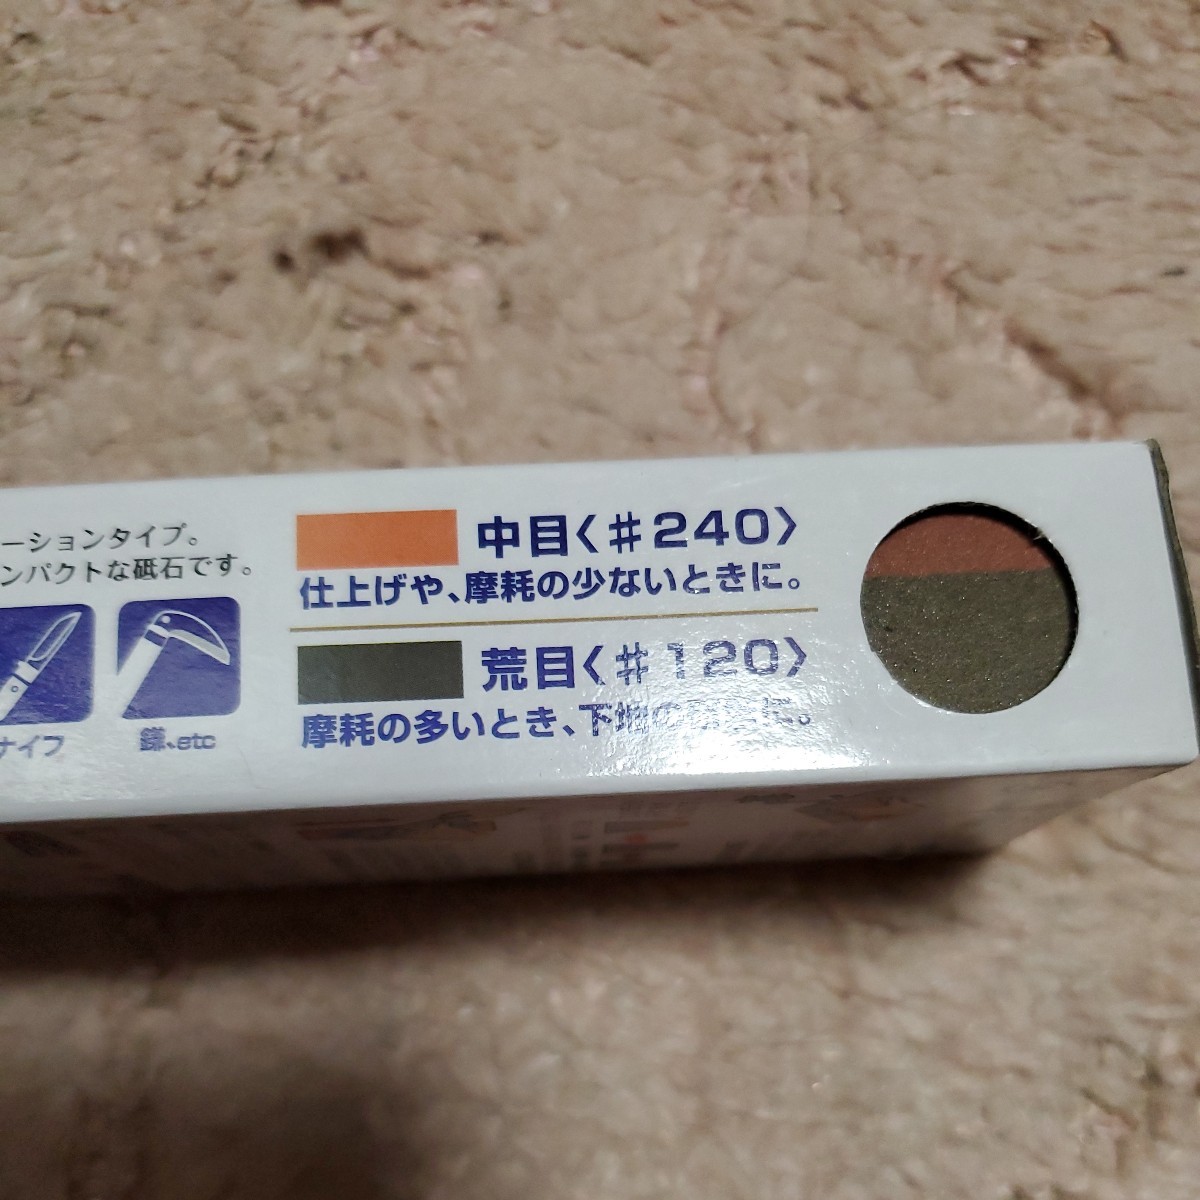 ーションタイプ。
ンパクトな砥石です。
ナイフ
鎌、etc
中目〈♯240〉
仕上げや、摩耗の少ないときに。
荒目〈♯120〉
摩耗の多いとき、下地の に。